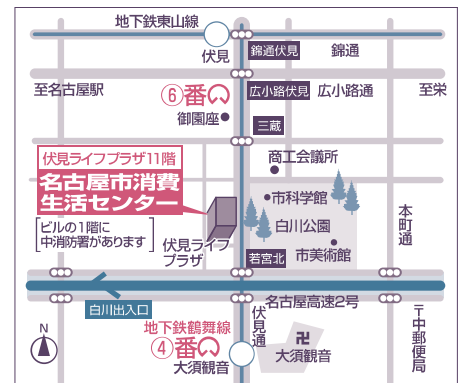 地下鉄東山線
伏見
錦通伏見
錦通
至名古屋駅
⑥番
広小路伏見
広小路通
至栄
御園座
三蔵
伏見ライフプラザ11階
名古屋市消費
生活センター
ビルの1階に
中消防署があります
商工会議所
市科学館
白川公園
市美術館
本町通
伏見ライフ
プラザ
若宮北
白川出入口
名古屋高速2号
伏見通
地下鉄鶴舞線
④番
大須観音
卍
大須観音
〒中郵便局
N